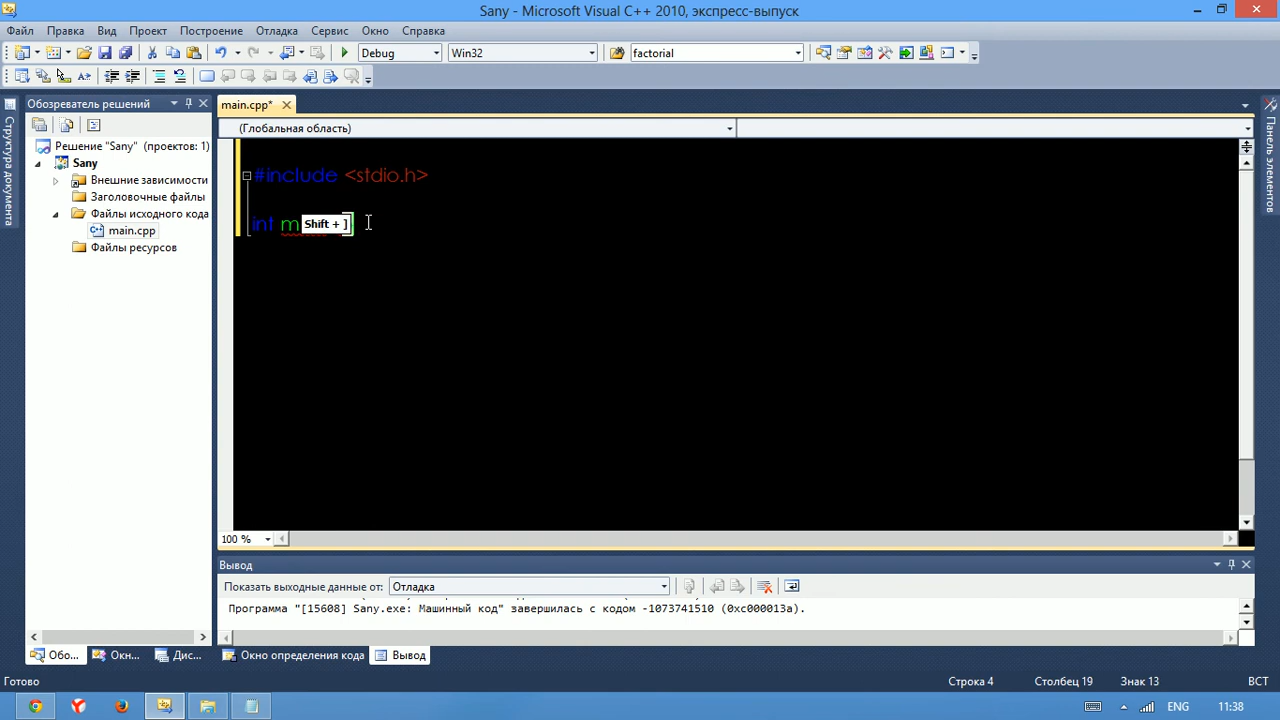 Sany - Microsoft Visual C++ 2010, экспресс-выпуск
Файл Правка Вид Проект Построение Отладка Сервис Окно Справка
Debug Win32 factorial
Обозреватель решений
main.cpp*
(Глобальная область)
Структура документа
Панель элементов
Решение "Sany" (проектов: 1)
Sany
Внешние зависимости
Заголовочные файлы
Файлы исходного кода
main.cpp
Файлы ресурсов
#include <stdio.h>
int m
Shift + ]
100 %
Вывод
Показать выходные данные от: Отладка
Программа "[15608] Sany.exe: Машинный код" завершилась с кодом -1073741510 (0xc000013a).
Обо... Окн... Дис... Окно определения кода Вывод
Готово Строка 4 Столбец 19 Знак 13 ВСТ
ENG 11:38